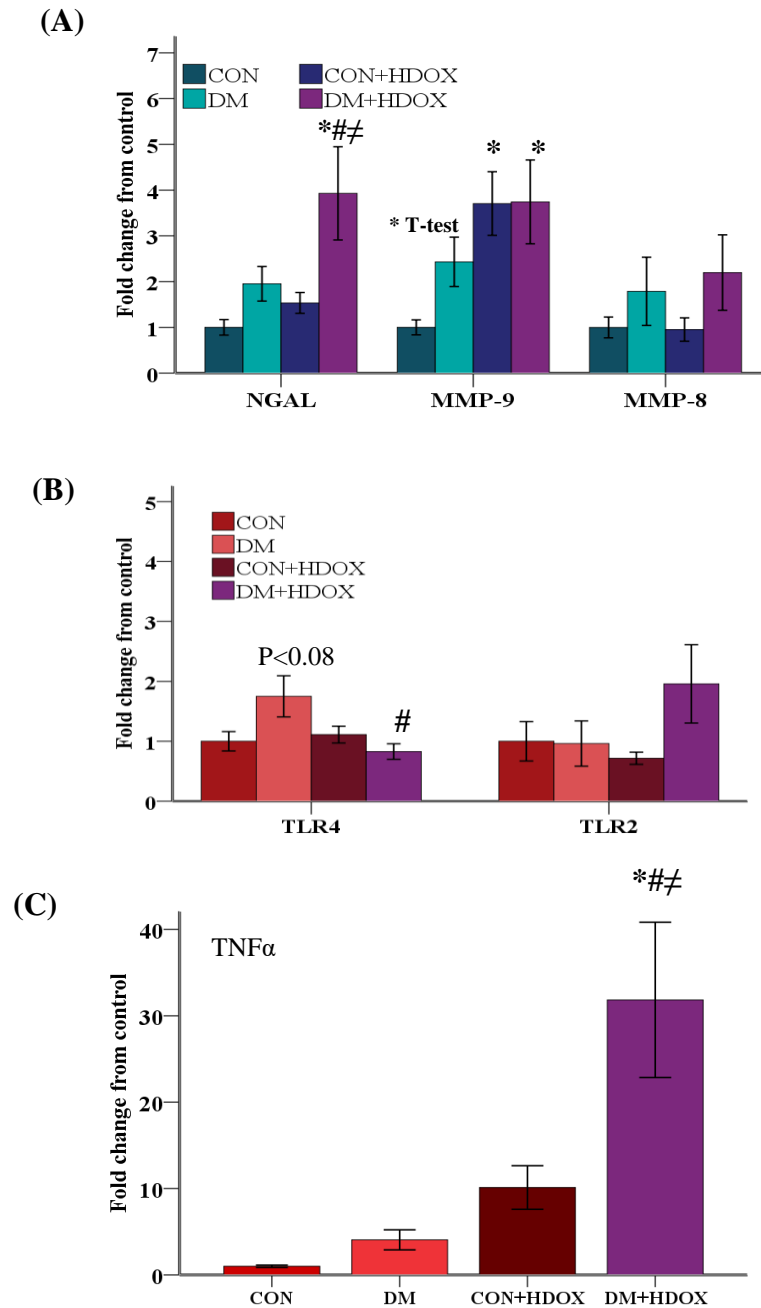 (A)
Fold change from control
7
6
5
4
3
2
1
0
CON CON+HDOX
DM DM+HDOX
*#≠
* T-test
*
*
NGAL MMP-9 MMP-8
(B)
Fold change from control
5
4
3
2
1
0
CON
DM
CON+HDOX
DM+HDOX
P<0.08
#
TLR4 TLR2
(C)
Fold change from control
40
30
20
10
0
TNFα
*#≠
CON DM CON+HDOX DM+HDOX